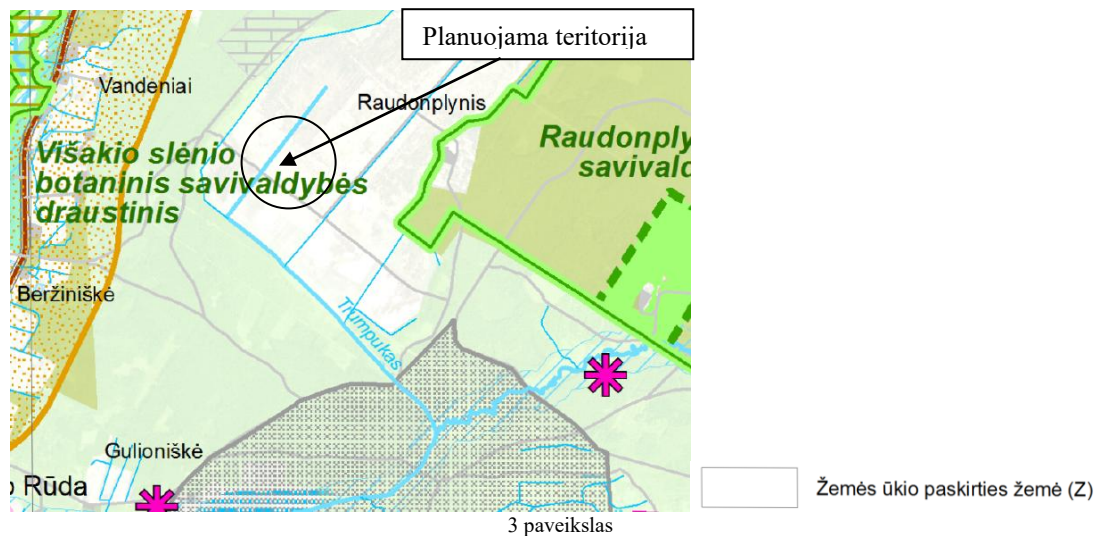 Planuojama teritorija
Vandeniai
Raudonplynis
Raudonply
savivald
Višakio slėnio
botaninis savivaldybės
draustinis
Beržiniškė
Trumpukas
Gulioniškė
Rūda
Žemės ūkio paskirties žemė (Z)
3 paveikslas